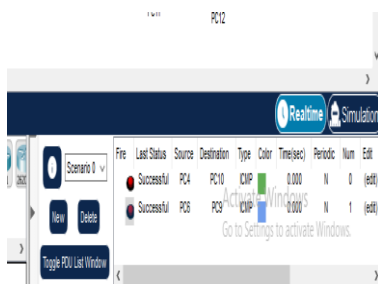 PC12
Realtime Simulation
Scenario 0
Fire Last Status Source Destination Type Color Time(sec) Periodic Num Edit
Successful PC4 PC10 ICMP 0.000 N 0 (edit)
Successful PC6 PC9 ICMP 0.000 N 1 (edit)
New Delete
Toggle PDU List Window
Activate Windows
Go to Settings to activate Windows.